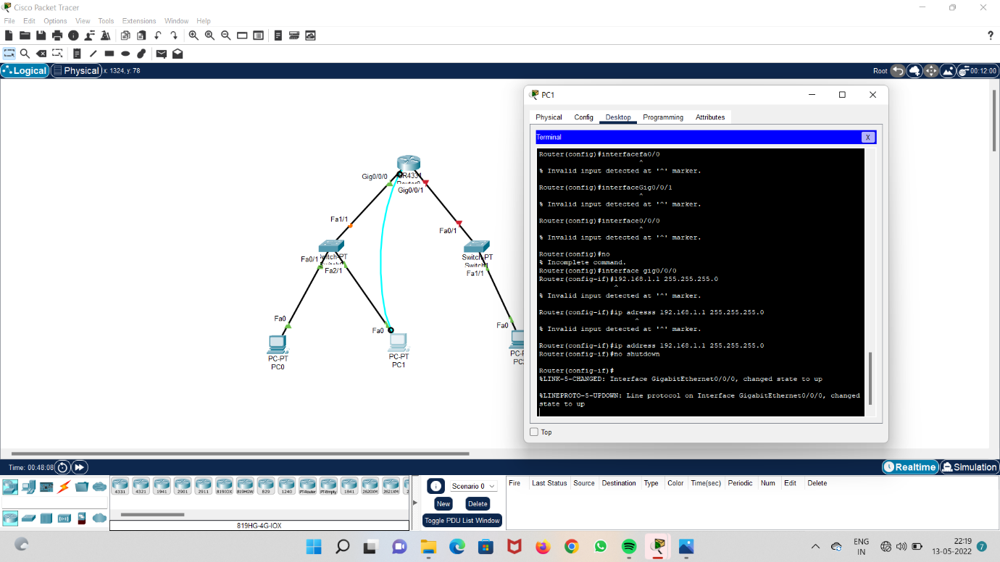 Cisco Packet Tracer
File Edit Options View Tools Extensions Window Help
?
Logical Physical x: 1324, y: 78 Root 00:12:00
PC1
Physical Config Desktop Programming Attributes
Terminal X
Router(config)#interfacefa0/0
^
% Invalid input detected at '^' marker.
Router(config)#interfaceGig0/0/1
^
% Invalid input detected at '^' marker.
Router(config)#interface0/0/0
^
% Invalid input detected at '^' marker.
Router(config)#no
% Incomplete command.
Router(config)#interface gig0/0/0
Router(config-if)#192.168.1.1 255.255.255.0
^
% Invalid input detected at '^' marker.
Router(config-if)#ip adresss 192.168.1.1 255.255.255.0
^
% Invalid input detected at '^' marker.
Router(config-if)#ip address 192.168.1.1 255.255.255.0
Router(config-if)#no shutdown
Router(config-if)#
%LINK-5-CHANGED: Interface GigabitEthernet0/0/0, changed state to up
%LINEPROTO-5-UPDOWN: Line protocol on Interface GigabitEthernet0/0/0, changed
state to up
Top
Gig0/0/0
Gig0/0/1
Fa1/1
Fa0/1
Fa0/1
Fa2/1
Switch-PT
Fa1/1
Fa0
Fa0
Fa0
PC-PT
PC0
PC-PT
PC1
Time: 00:48:08 Realtime Simulation
4331 4321 1941 2901 2911 819IOX 819HGW 829 1240 PT-Router PT-Empty 1841 2620XM 2621XM
819HG-4G-IOX
Scenario 0
New Delete
Toggle PDU List Window
Fire Last Status Source Destination Type Color Time(sec) Periodic Num Edit Delete
ENG
IN
22:19
13-05-2022
7